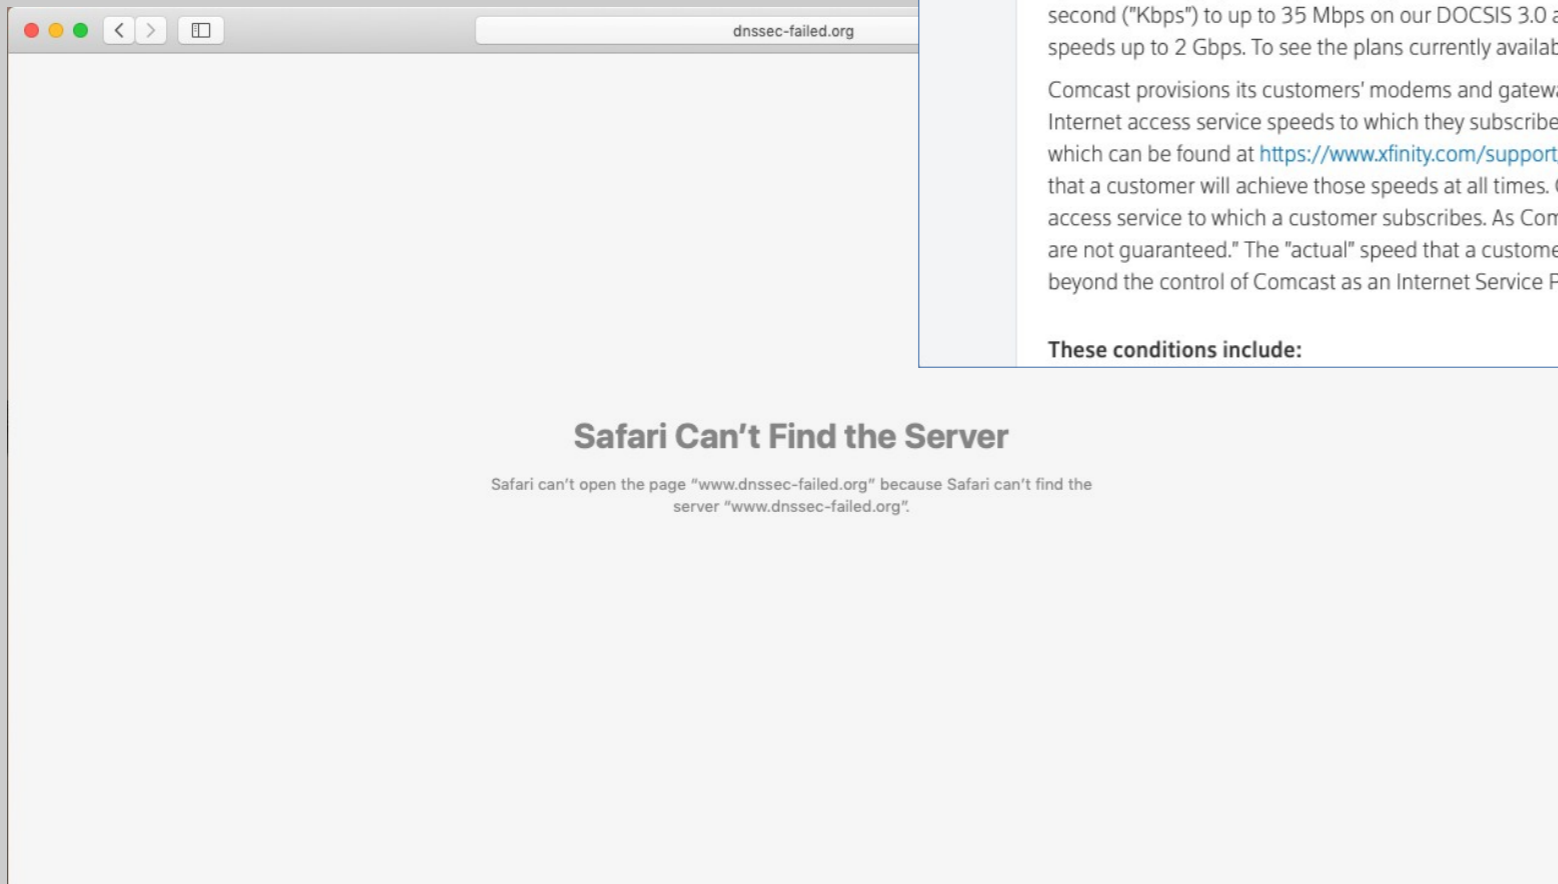 dnssec-failed.org
second ("Kbps") to up to 35 Mbps on our DOCSIS 3.0
speeds up to 2 Gbps. To see the plans currently
Comcast provisions its customers' modems and
Internet access service speeds to which they subscribe
which can be found at https://www.xfinity.com/support
that a customer will achieve those speeds at all times.
access service to which a customer subscribes. As
are not guaranteed." The "actual" speed that a
beyond the control of Comcast as an Internet Service
These conditions include:
Safari Can't Find the Server
Safari can't open the page “www.dnssec-failed.org” because Safari can't find the
server “www.dnssec-failed.org”.